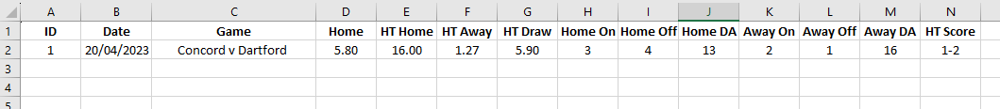 A B C D E F G H I J K L M N
1 ID Date Game Home HT Home HT Away HT Draw Home On Home Off Home DA Away On Away Off Away DA HT Score
2 1 20/04/2023 Concord v Dartford 5.80 16.00 1.27 5.90 3 4 13 2 1 16 1-2
3
4
5